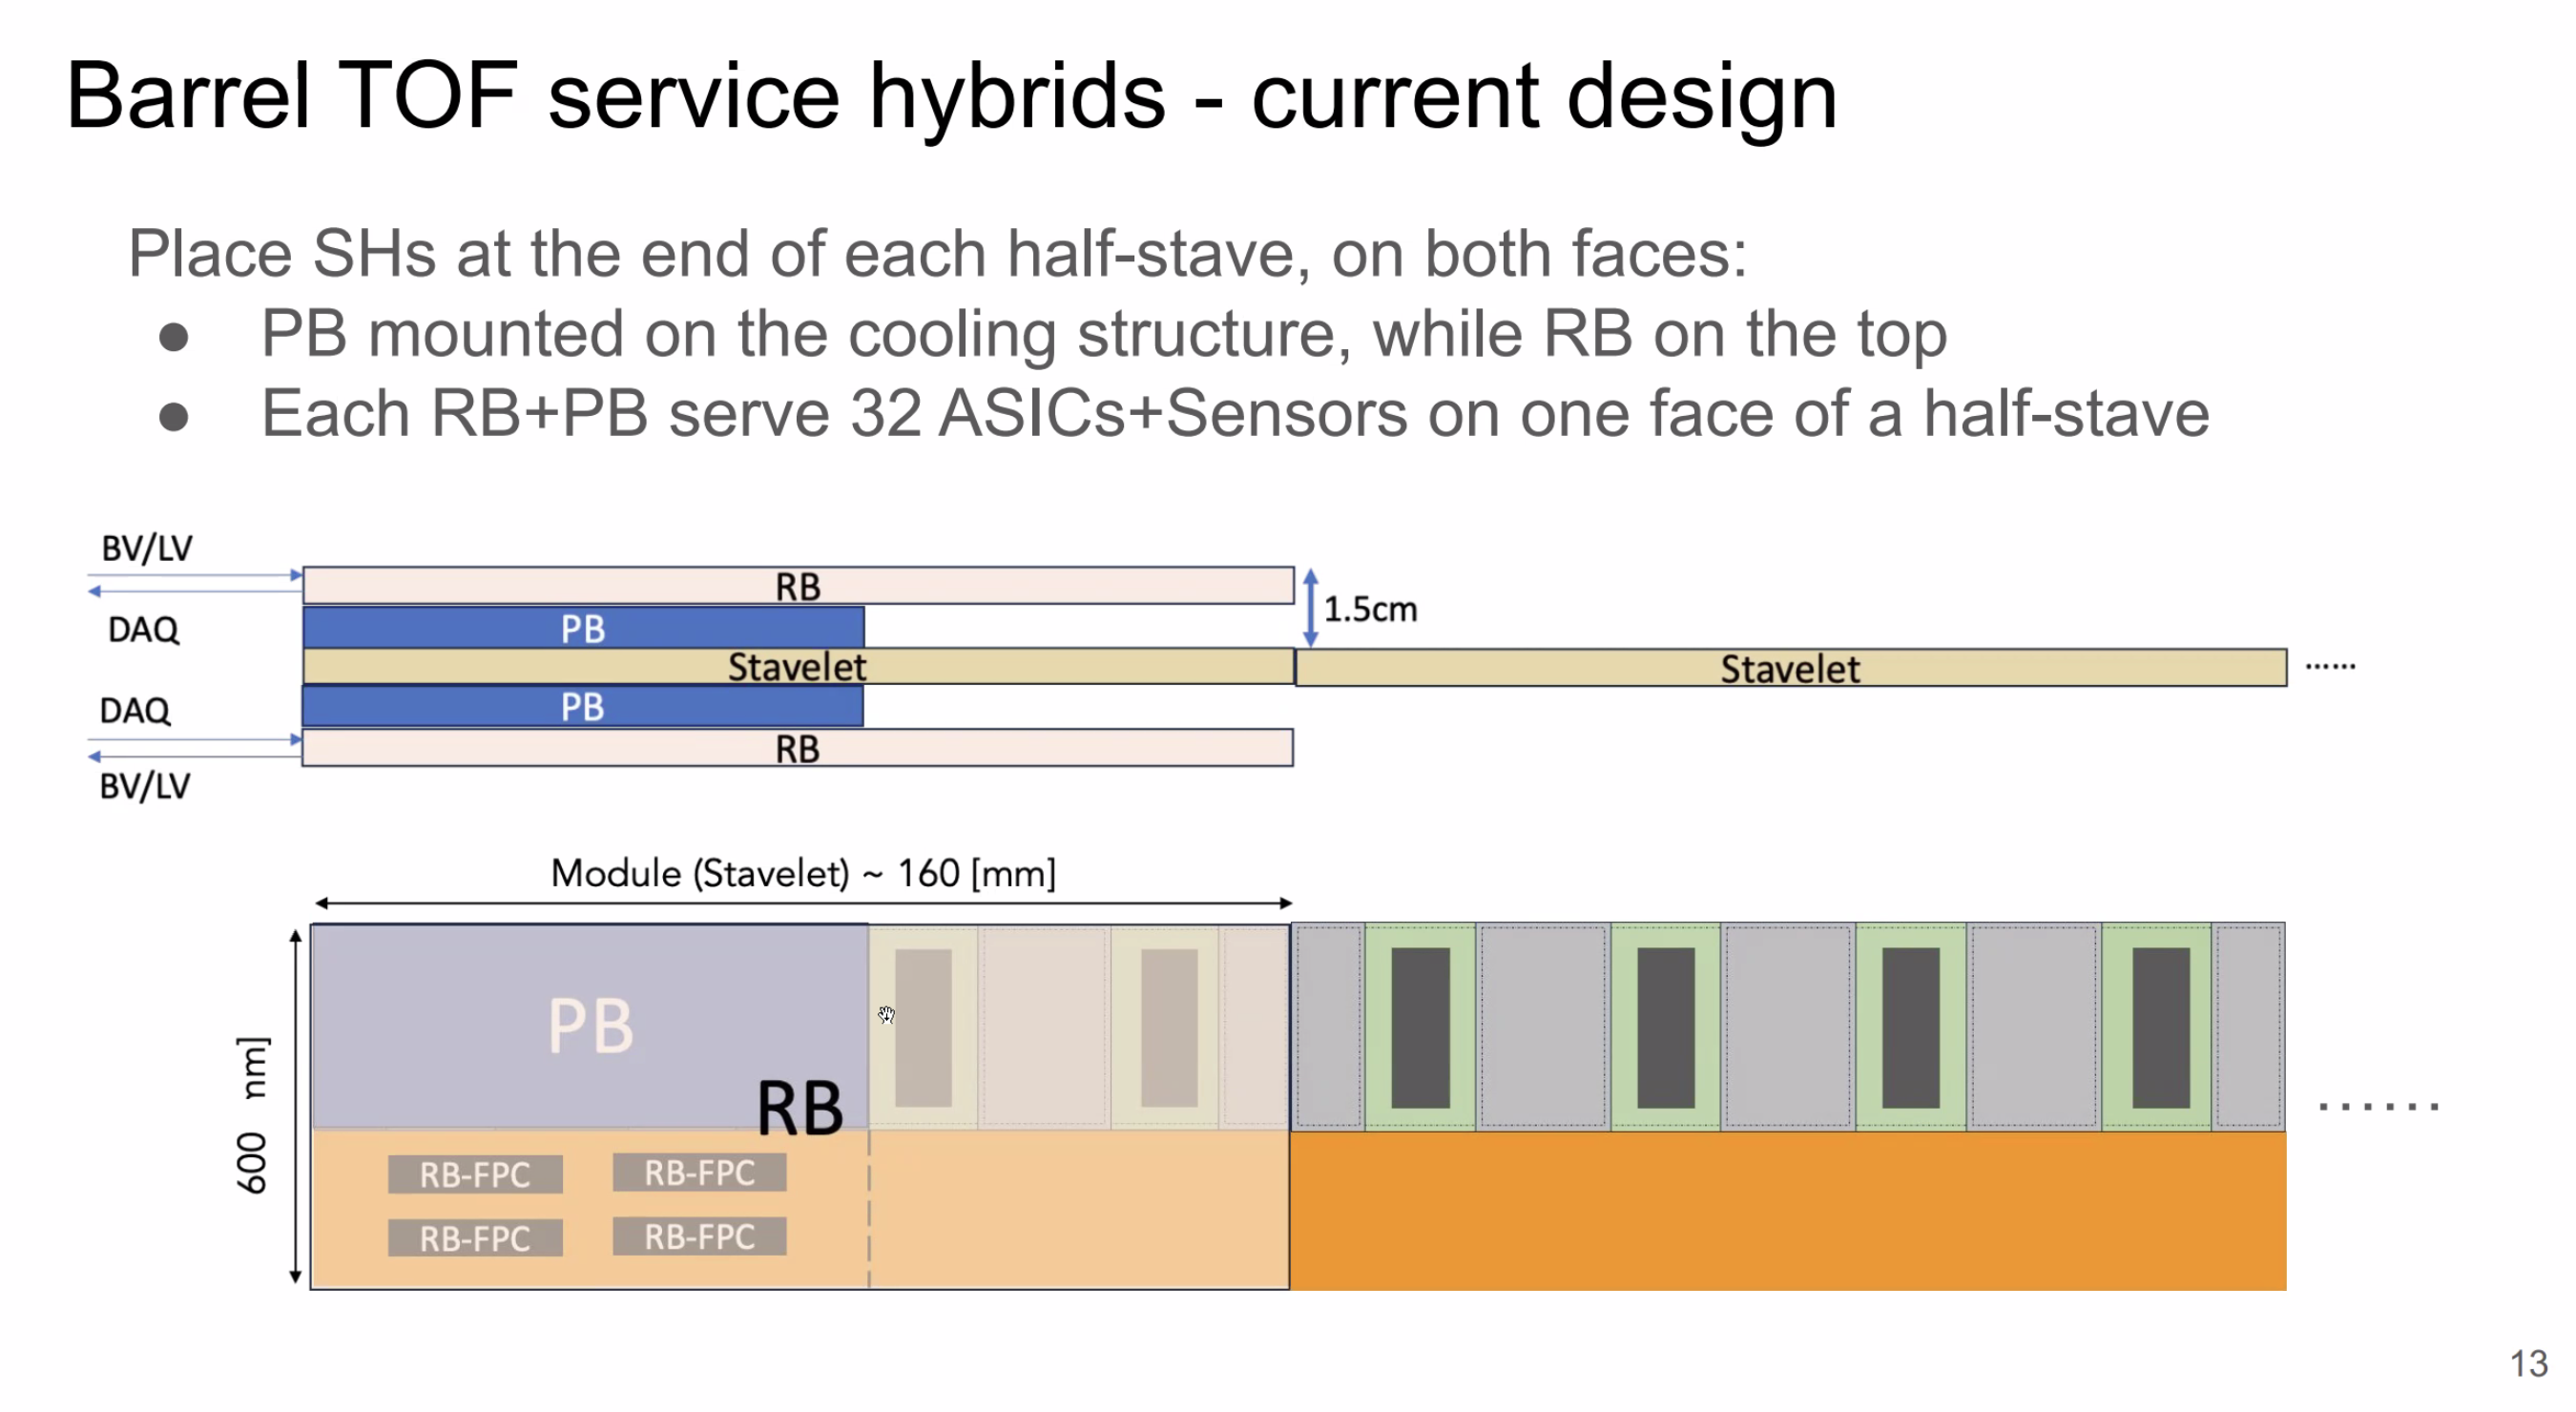 Barrel TOF service hybrids - current design
Place SHs at the end of each half-stave, on both faces:
● PB mounted on the cooling structure, while RB on the top
● Each RB+PB serve 32 ASICs+Sensors on one face of a half-stave
BV/LV
RB
1.5cm
DAQ
PB
Stavelet
Stavelet
......
DAQ
PB
RB
BV/LV
Module (Stavelet) ~ 160 [mm]
PB
RB
600 nm]
......
RB-FPC
RB-FPC
RB-FPC
RB-FPC
13